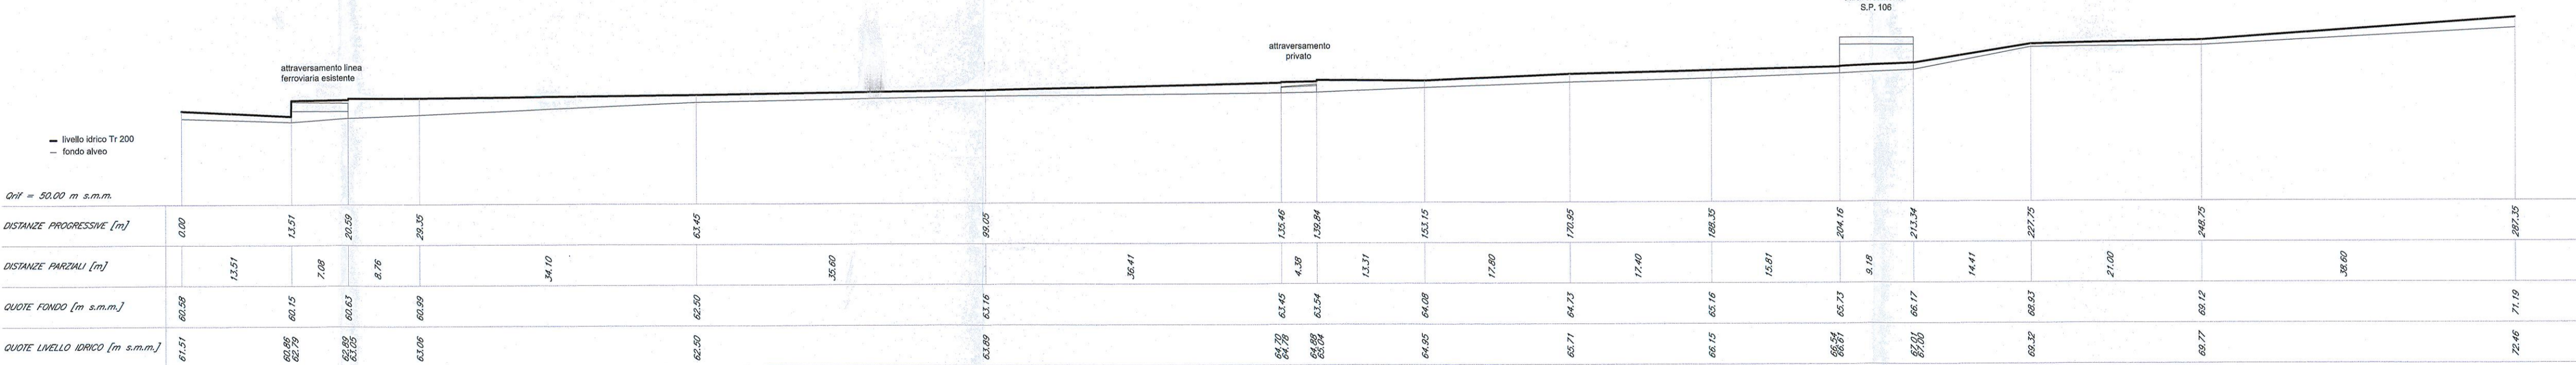 S.P. 106
attraversamento
privato
attraversamento linea
ferroviaria esistente
livello idrico Tr 200
fondo alveo
Qrif = 50.00 m s.m.m.
DISTANZE PROGRESSIVE [m] 0.00 13.51 20.59 29.35 63.45 99.05 135.46 139.84 153.15 170.95 188.35 204.16 213.34 227.75 248.75 287.35
DISTANZE PARZIALI [m] 13.51 7.08 8.76 34.10 35.60 36.41 4.38 13.31 17.80 17.40 15.81 9.18 14.41 21.00 38.60
QUOTE FONDO [m s.m.m.] 60.58 60.15 60.63 60.99 62.50 63.16 63.45 63.54 64.08 64.73 65.16 65.73 66.17 68.93 69.12 71.19
QUOTE LIVELLO IDRICO [m s.m.m.] 61.51 60.86 62.79 62.89 63.05 63.06 62.50 63.89 64.70 64.78 64.88 65.04 64.95 65.71 66.15 66.54 66.61 67.01 67.00 69.32 69.77 72.46